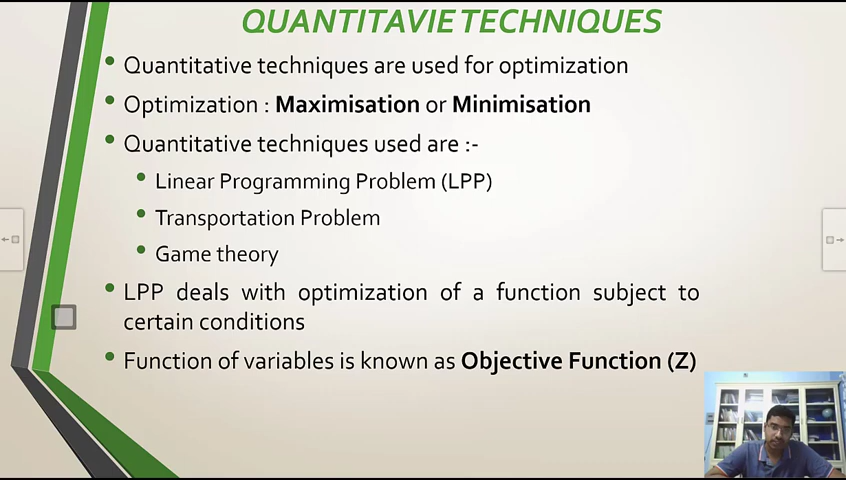 QUANTITAVIE TECHNIQUES
Quantitative techniques are used for optimization
Optimization : Maximisation or Minimisation
Quantitative techniques used are :-
Linear Programming Problem (LPP)
Transportation Problem
Game theory
LPP deals with optimization of a function subject to
certain conditions
Function of variables is known as Objective Function (Z)